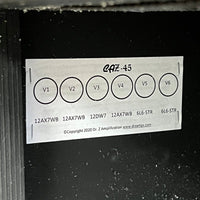 CAZ-45
V1 V2 V3 V4 V5 V6
12AX7WB 12AX7WB 12DW7 12AX7WB 6L6-STR 6L6-STR
©Copyright 2020 Dr. Z Amplification www.drzamps.com